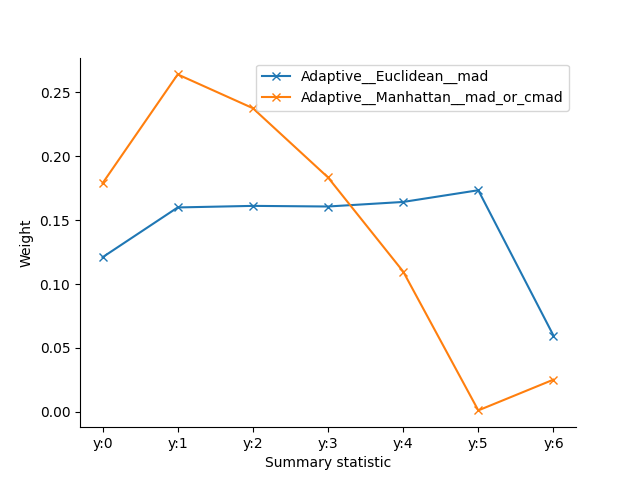 Adaptive__Euclidean__mad
Adaptive__Manhattan__mad_or_cmad
0.25
0.20
0.15
0.10
0.05
0.00
Weight
y:0 y:1 y:2 y:3 y:4 y:5 y:6
Summary statistic